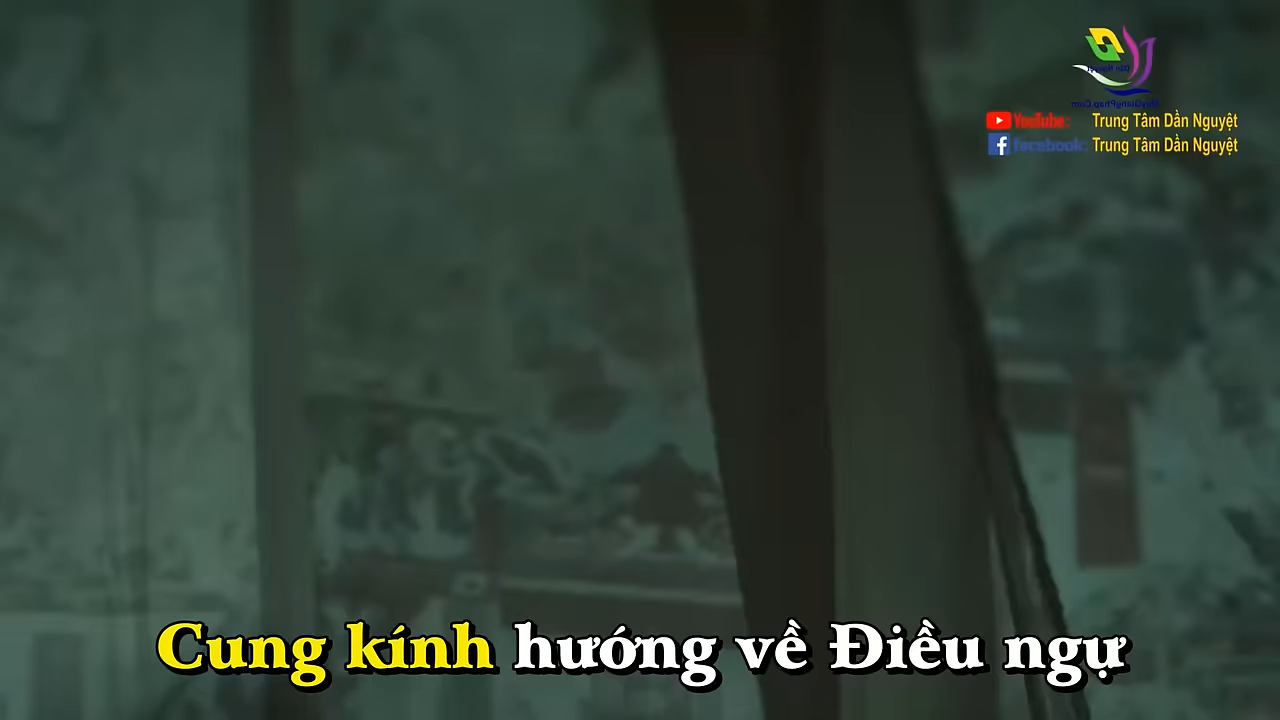 YouTube: Trung Tâm Dần Nguyệt
facebook: Trung Tâm Dần Nguyệt
Cung kính hướng về Điều ngự